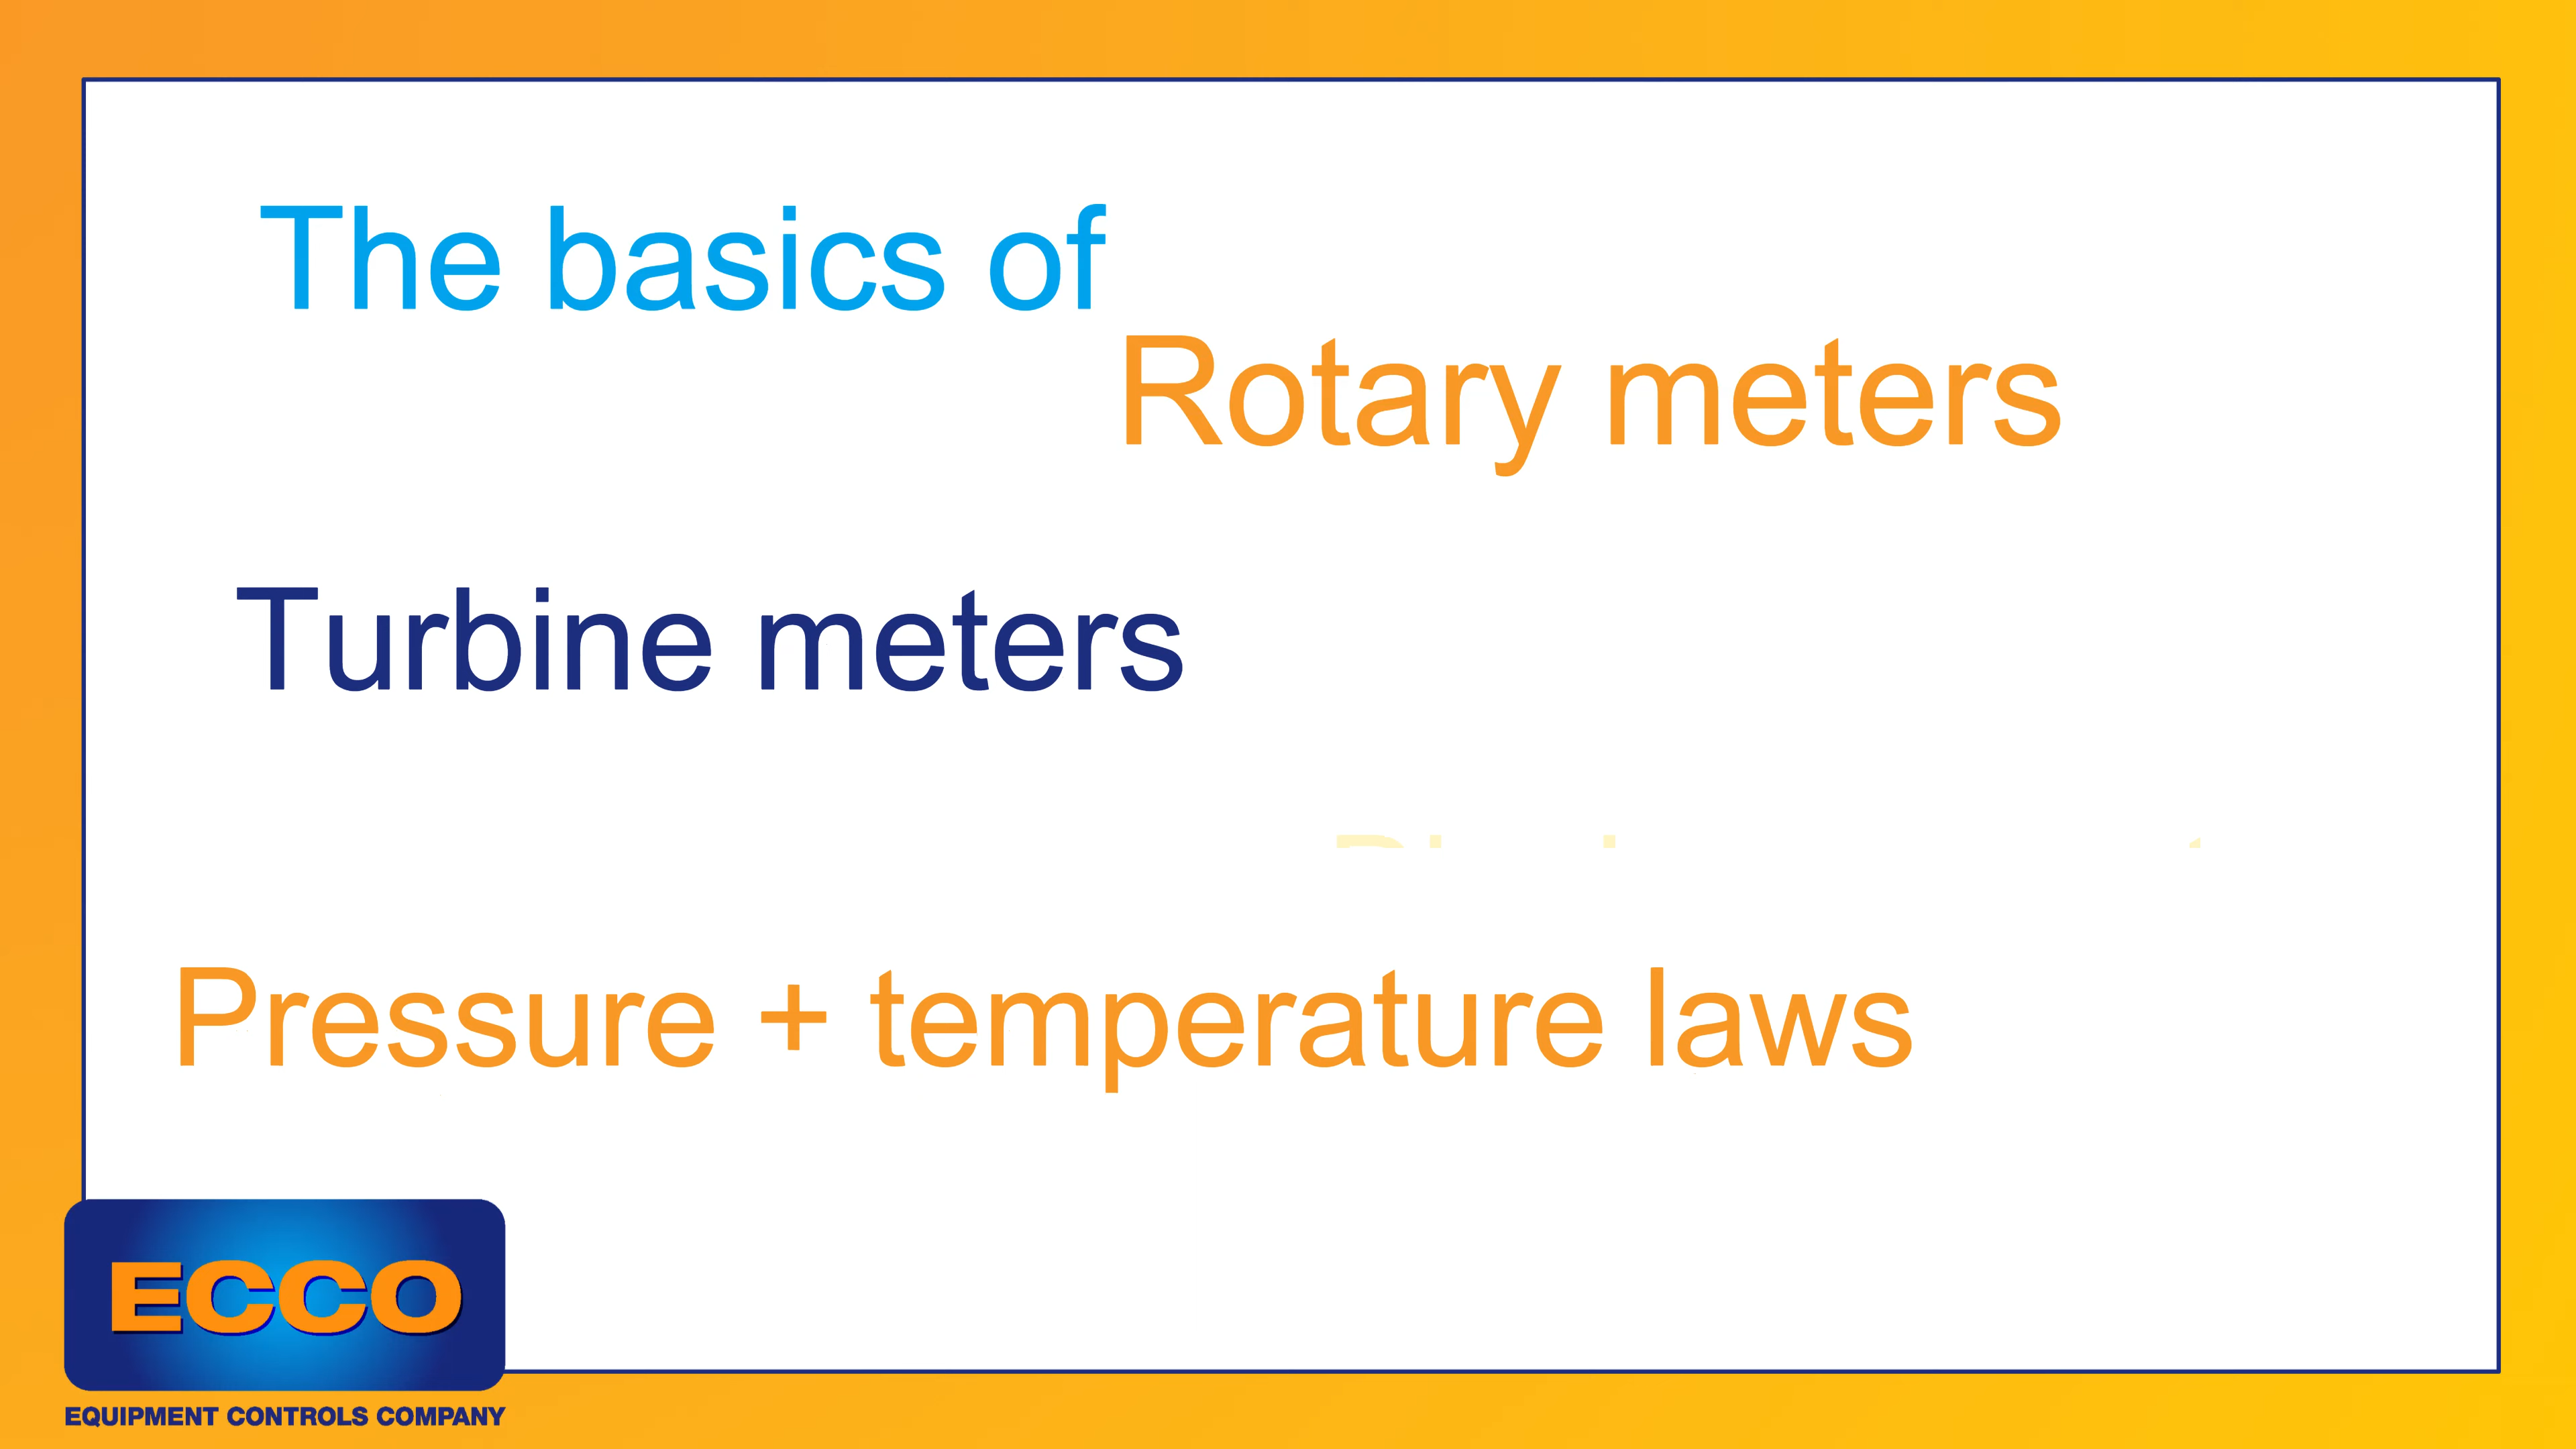 The basics of
Rotary meters
Turbine meters
Pressure + temperature laws
ECCO
EQUIPMENT CONTROLS COMPANY